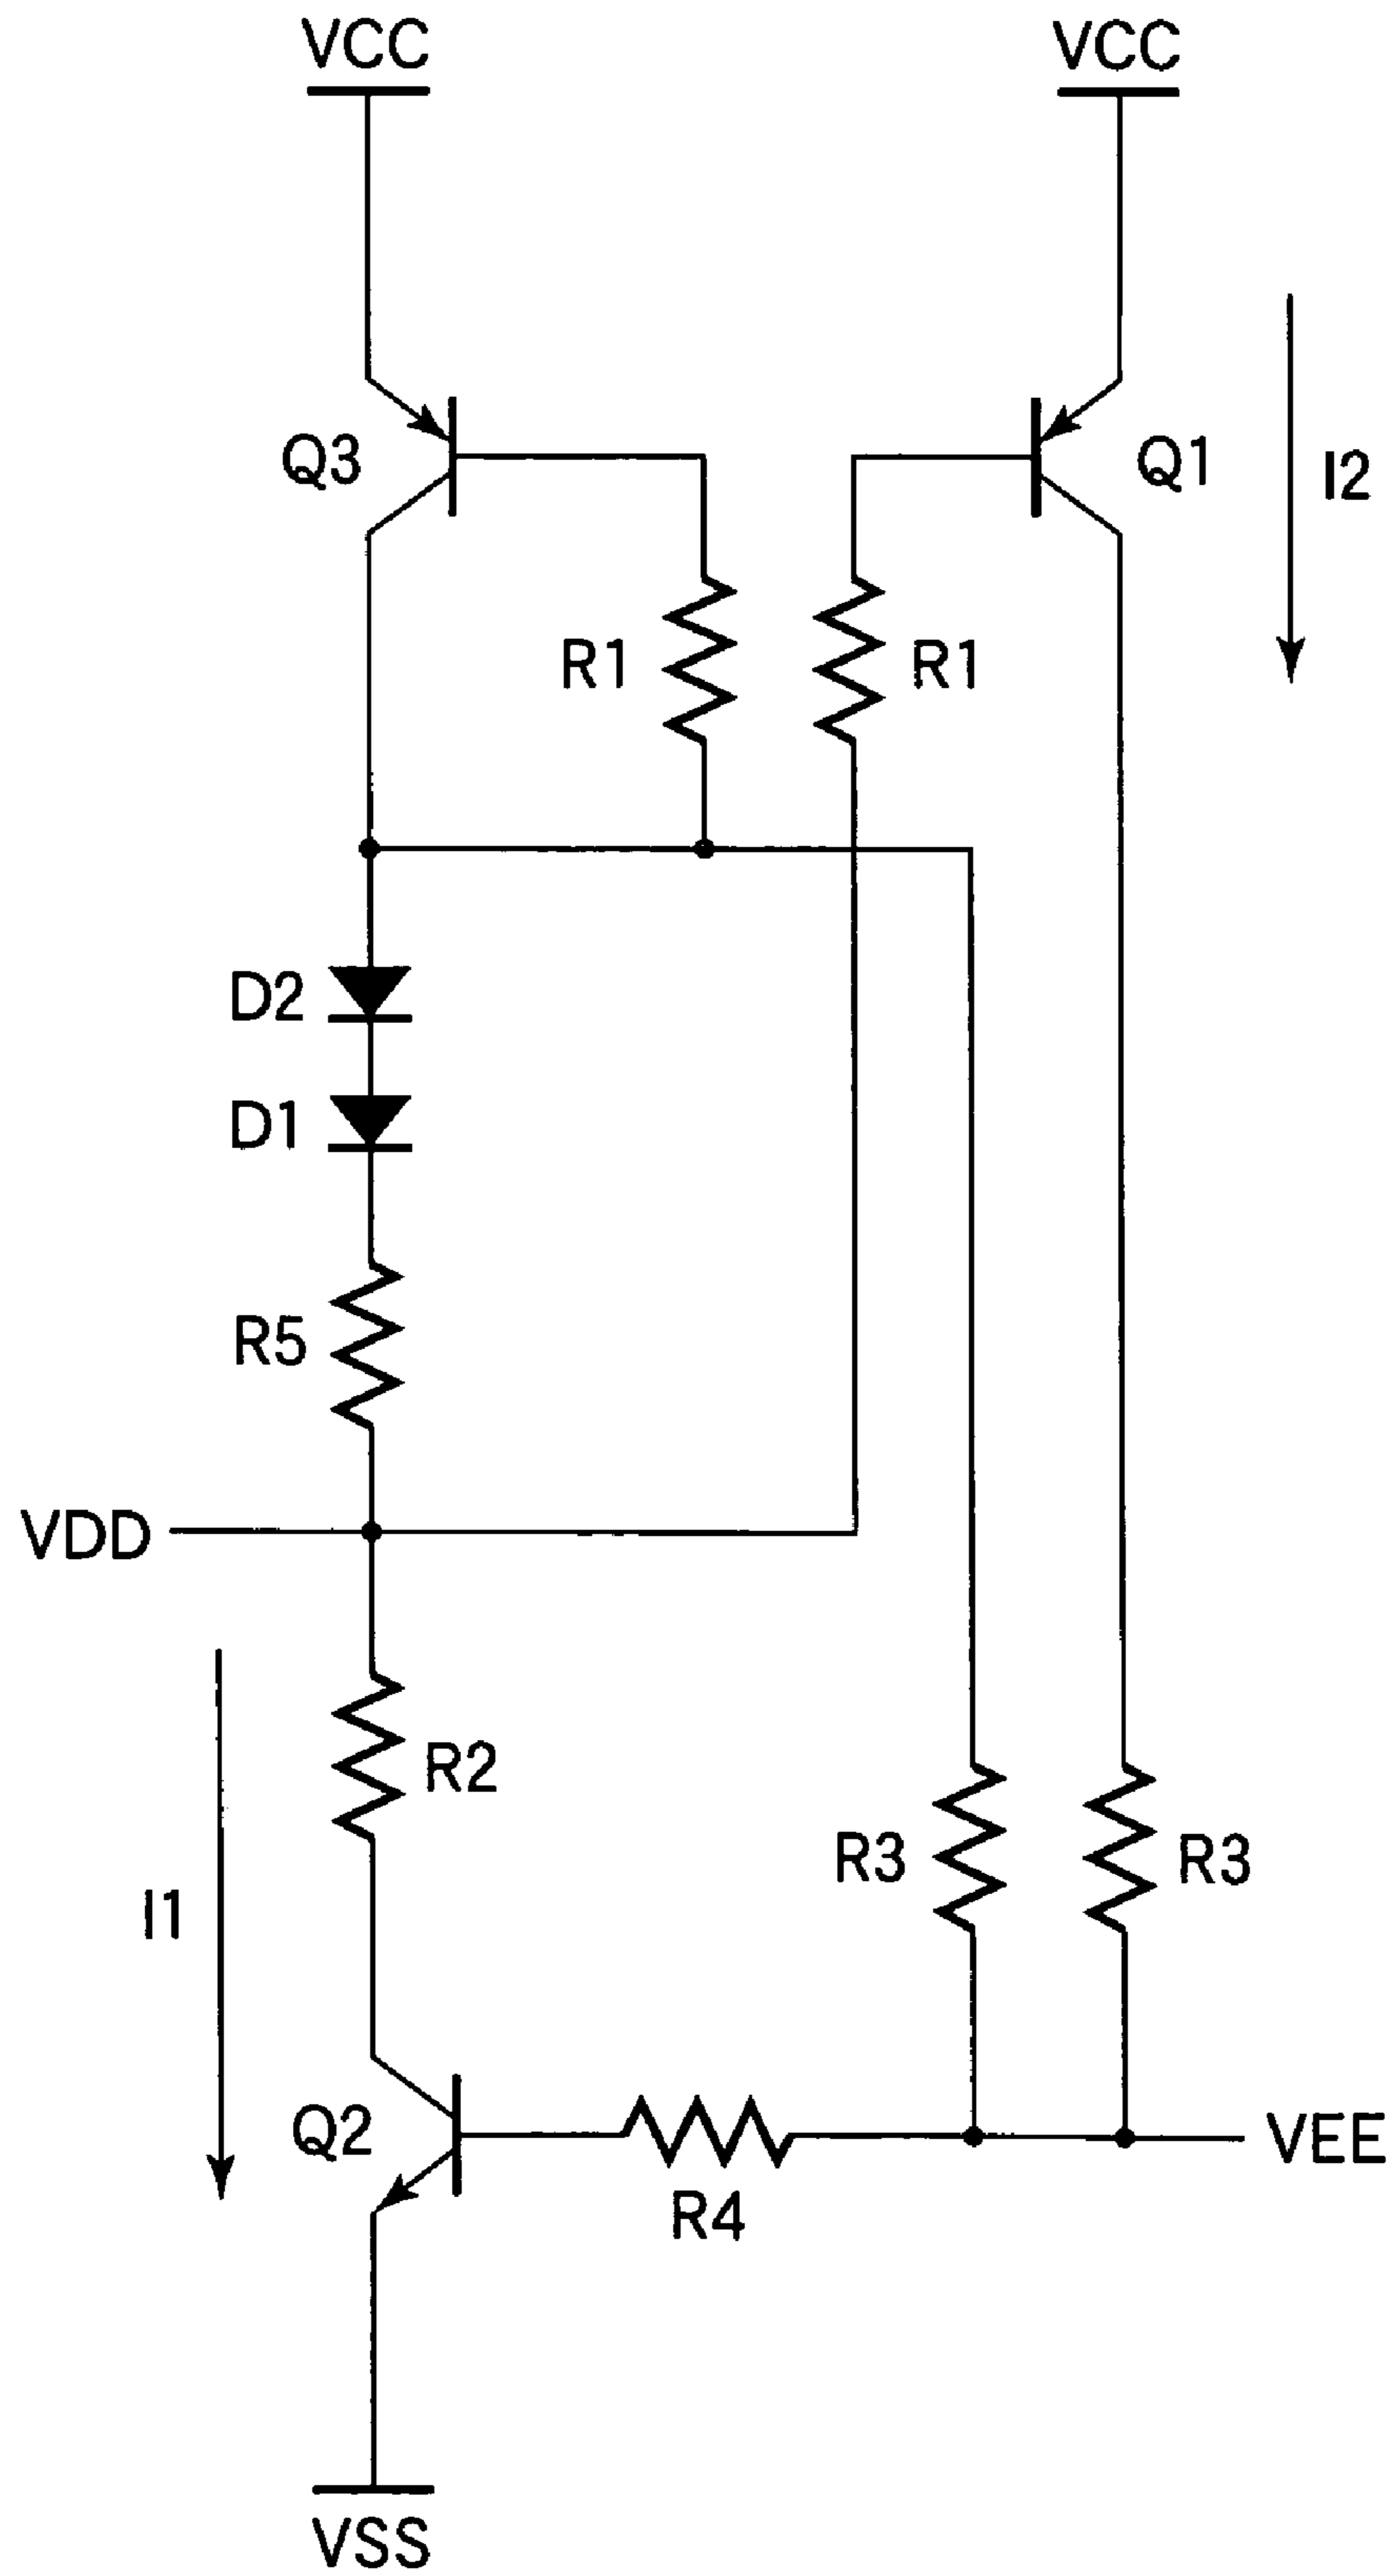 VCC VCC
Q3 Q1 I2
R1 R1
D2
D1
R5
VDD
R2
R3 R3
I1
Q2 VEE
R4
VSS